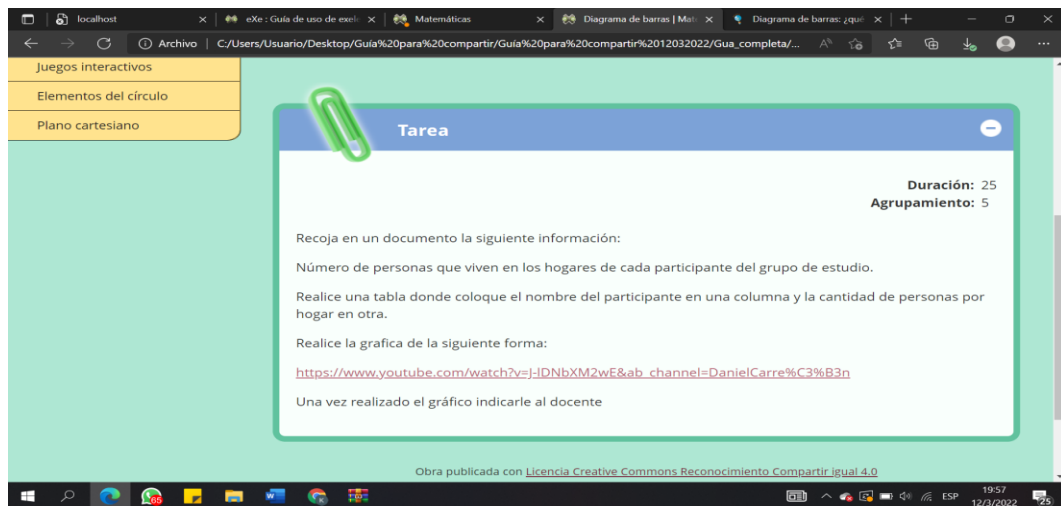 localhost
eXe : Guía de uso de exele
Matemáticas
Diagrama de barras | Mate
Diagrama de barras: ¿qué
Archivo | C:/Users/Usuario/Desktop/Guía%20para%20compartir/Guía%20para%20compartir%2012032022/Gua_completa/...
Juegos interactivos
Elementos del círculo
Plano cartesiano
Tarea
Duración: 25
Agrupamiento: 5
Recoja en un documento la siguiente información:
Número de personas que viven en los hogares de cada participante del grupo de estudio.
Realice una tabla donde coloque el nombre del participante en una columna y la cantidad de personas por
hogar en otra.
Realice la grafica de la siguiente forma:
https://www.youtube.com/watch?v=J-lDNbXM2wE&ab_channel=DanielCarre%C3%B3n
Una vez realizado el gráfico indicarle al docente
Obra publicada con Licencia Creative Commons Reconocimiento Compartir igual 4.0
65
ESP
19:57
12/3/2022
25